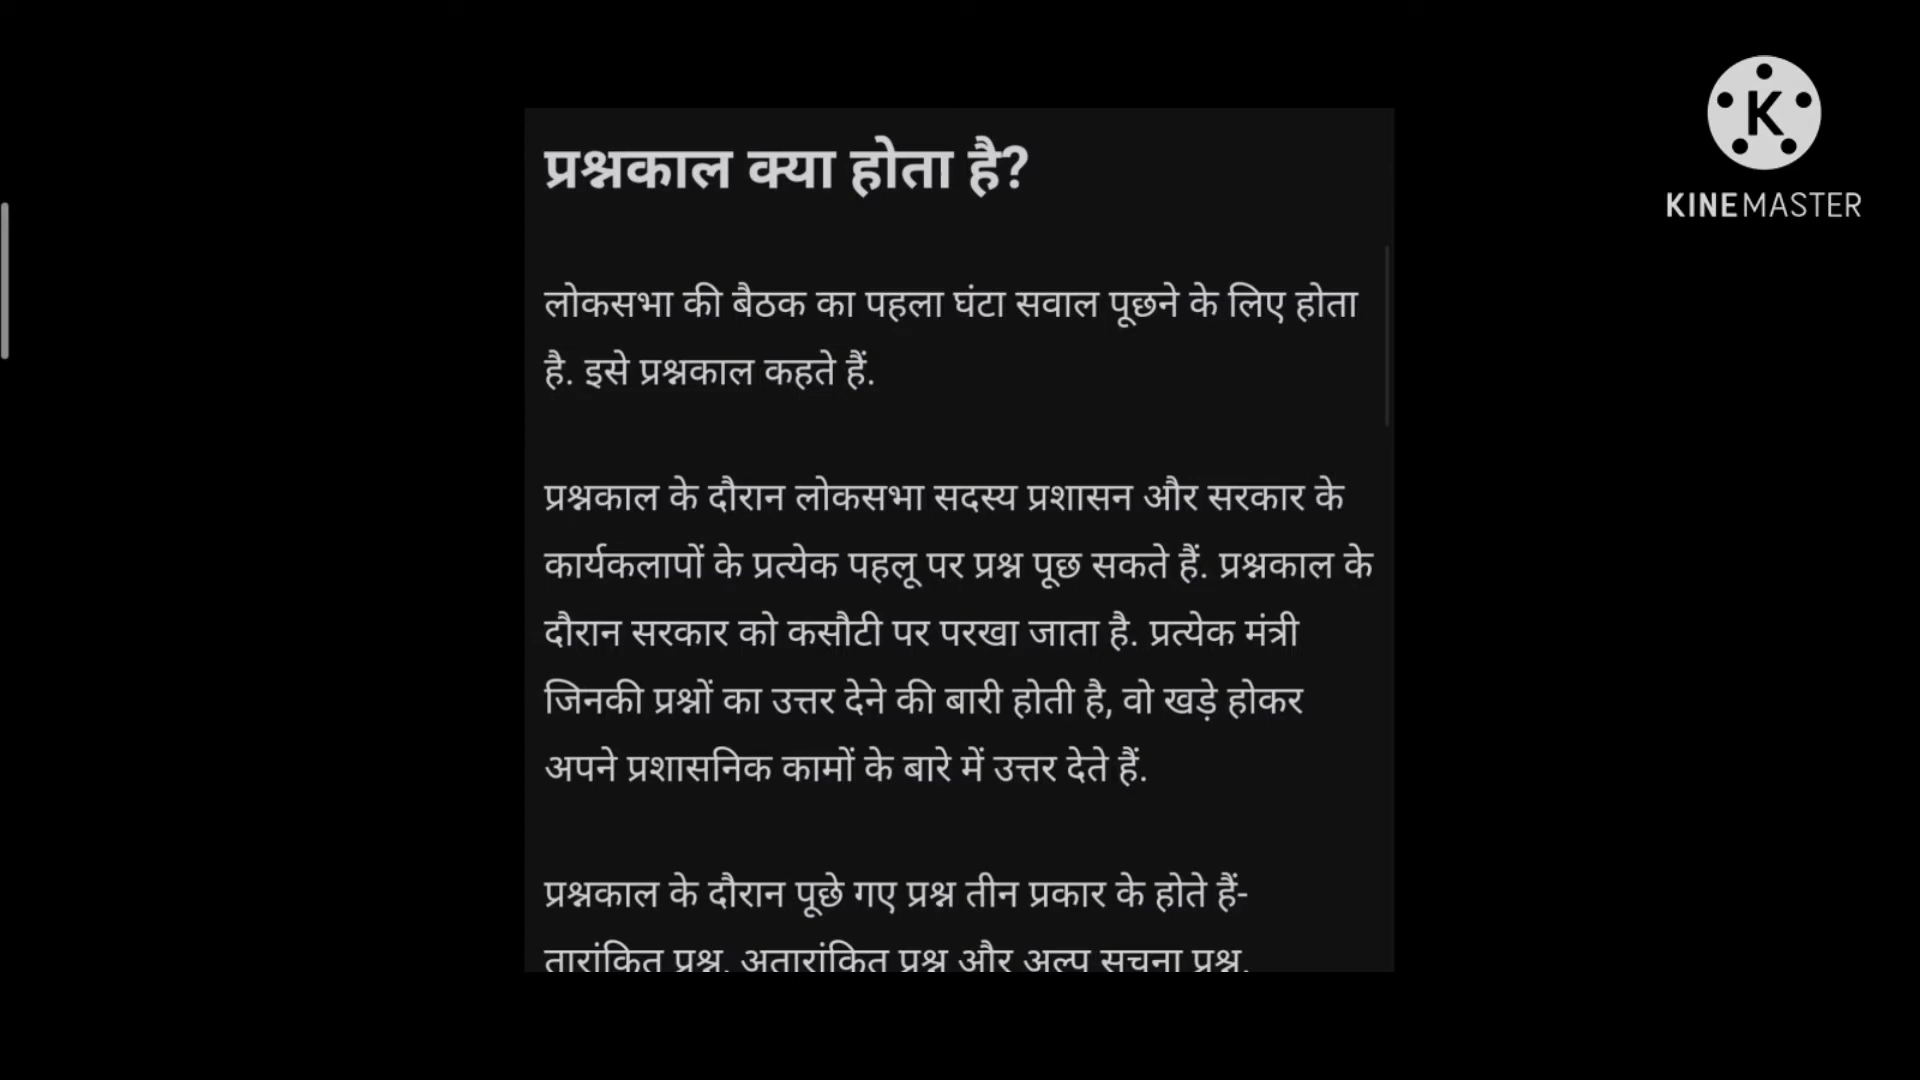 प्रश्नकाल क्या होता है?
K
KINEMASTER
लोकसभा की बैठक का पहला घंटा सवाल पूछने के लिए होता
है. इसे प्रश्नकाल कहते हैं.
प्रश्नकाल के दौरान लोकसभा सदस्य प्रशासन और सरकार के
कार्यकलापों के प्रत्येक पहलू पर प्रश्न पूछ सकते हैं. प्रश्नकाल के
दौरान सरकार को कसौटी पर परखा जाता है. प्रत्येक मंत्री
जिनकी प्रश्नों का उत्तर देने की बारी होती है, वो खड़े होकर
अपने प्रशासनिक कामों के बारे में उत्तर देते हैं.
प्रश्नकाल के दौरान पूछे गए प्रश्न तीन प्रकार के होते हैं-
तारांकित प्रश्न, अतारांकित प्रश्न और अल्प सूचना प्रश्न.